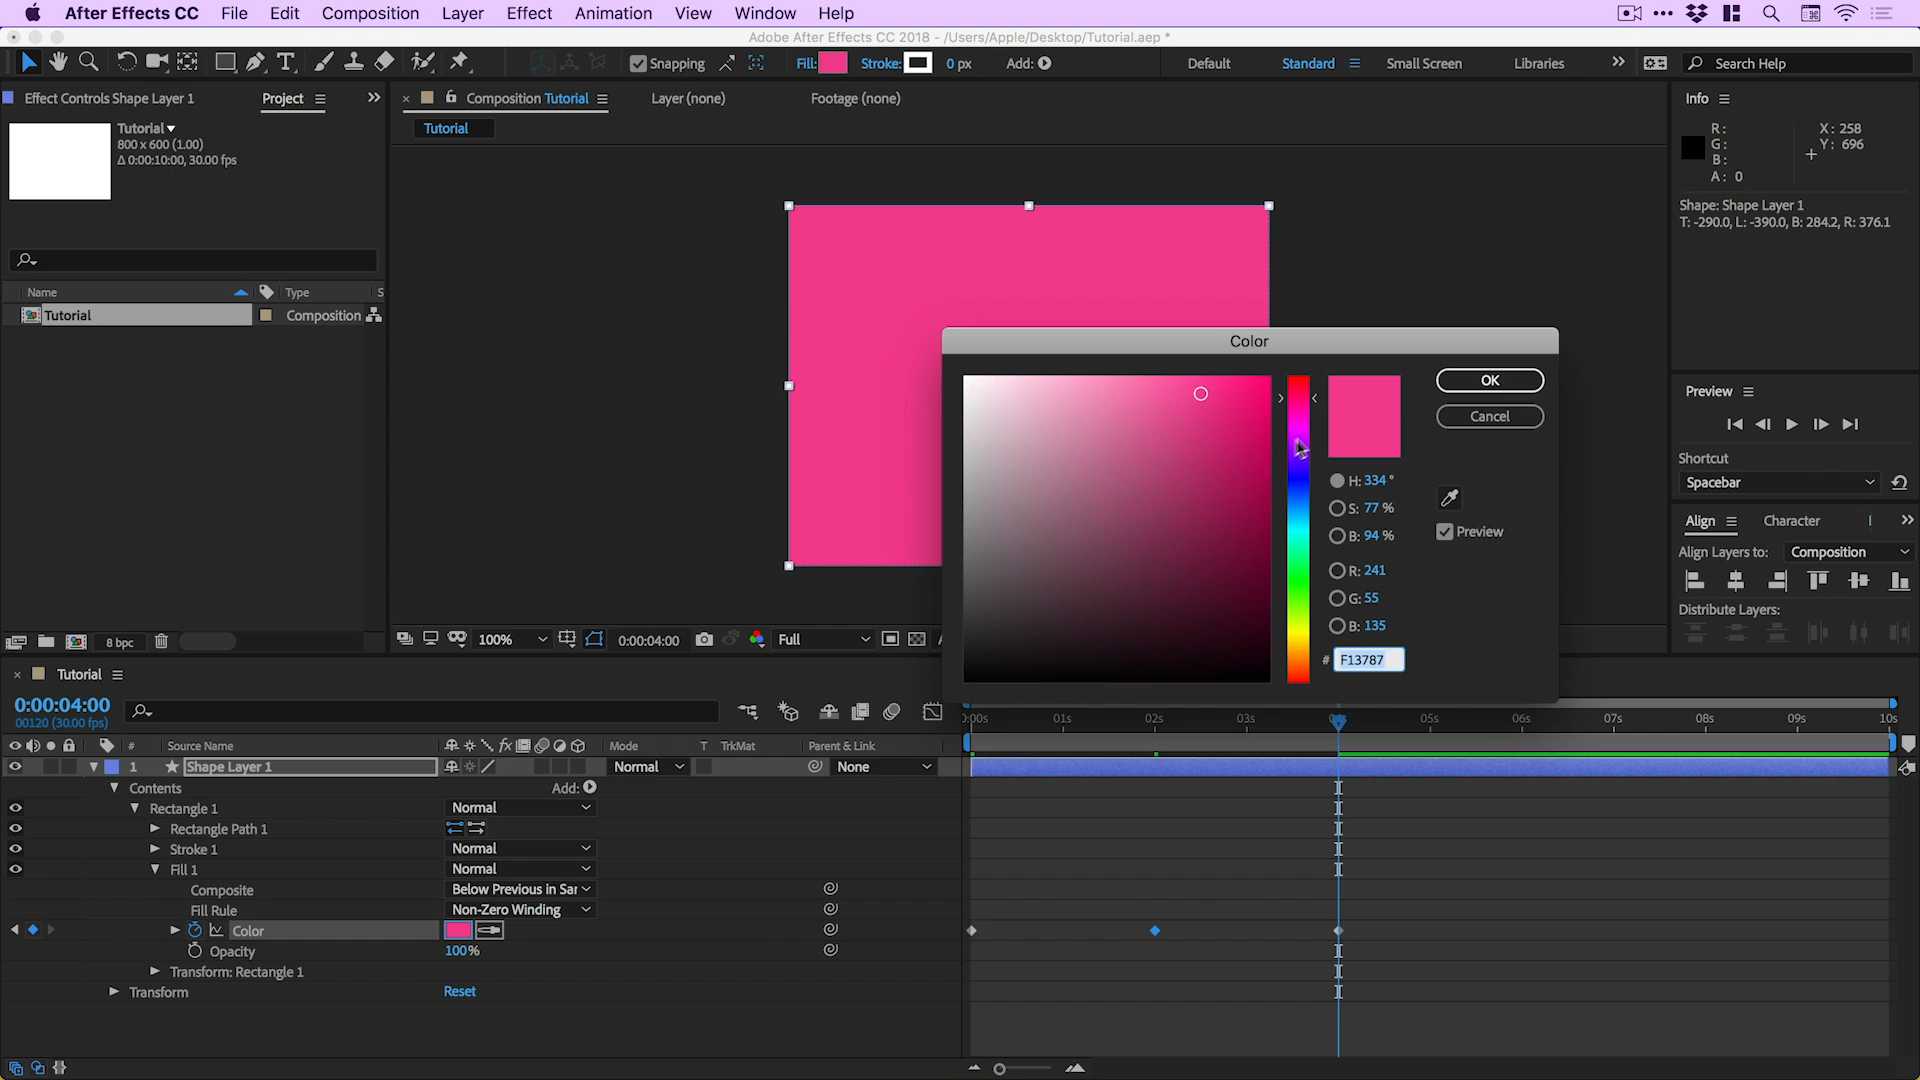 After Effects CC File Edit Composition Layer Effect Animation View Window Help
Adobe After Effects CC 2018 - /Users/Apple/Desktop/Tutorial.aep *
Snapping Fill: Stroke: 0 px Add: Default Standard Small Screen Libraries Search Help
Effect Controls Shape Layer 1 Project Composition Tutorial Layer (none) Footage (none) Info
Tutorial
800 x 600 (1.00)
Δ 0:00:10:00, 30.00 fps
Tutorial
R:
G:
B:
A: 0
X: 258
Y: 696
Shape: Shape Layer 1
T: -290.0, L: -390.0, B: 284.2, R: 376.1
Name Type S
Tutorial Composition
Color
OK
Cancel
H: 334 °
S: 77 %
B: 94 %
R: 241
G: 55
B: 135
# F13787
Preview
Preview
Shortcut
Spacebar
Align Character
Align Layers to: Composition
Distribute Layers:
8 bpc 100% 0:00:04:00 Full
Tutorial
0:00:04:00
00120 (30.00 fps)
0:00s 01s 02s 03s 05s 06s 07s 08s 09s 10s
# Source Name fx Mode T TrkMat Parent & Link
1 Shape Layer 1 Normal None
Contents Add:
Rectangle 1 Normal
Rectangle Path 1
Stroke 1 Normal
Fill 1 Normal
Composite Below Previous in Sar
Fill Rule Non-Zero Winding
Color
Opacity 100%
Transform: Rectangle 1
Transform Reset